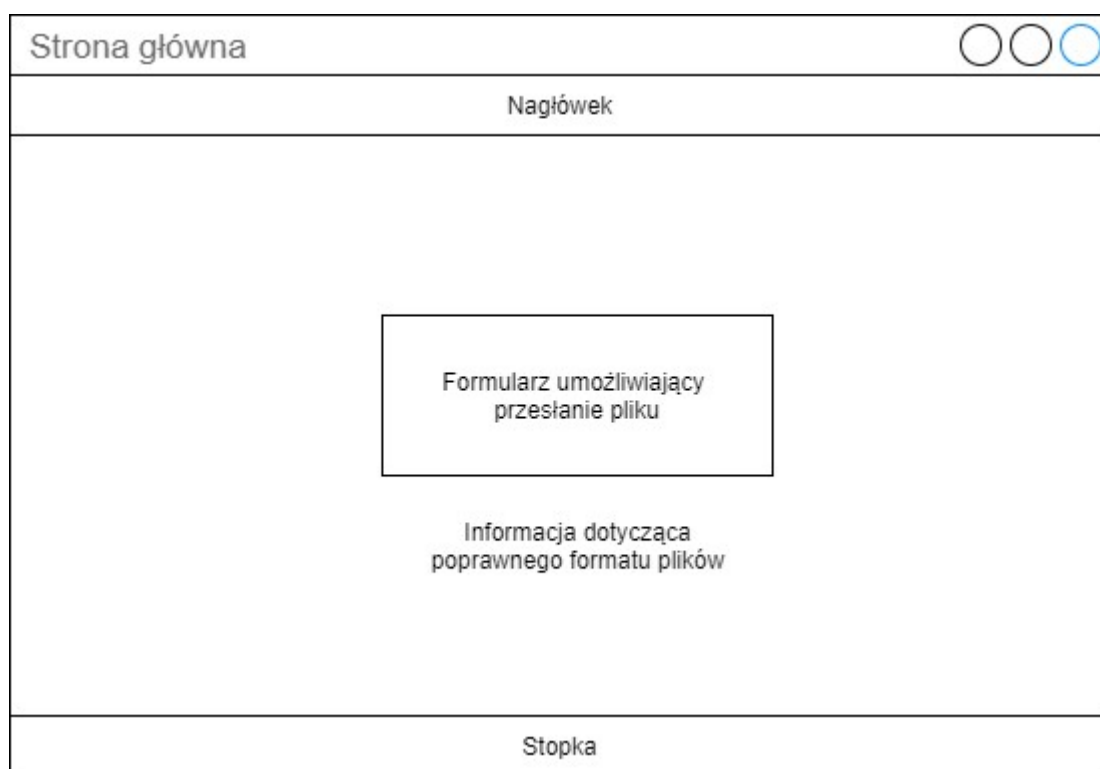 Strona główna
Nagłówek
Formularz umożliwiający
przesłanie pliku
Informacja dotycząca
poprawnego formatu plików
Stopka